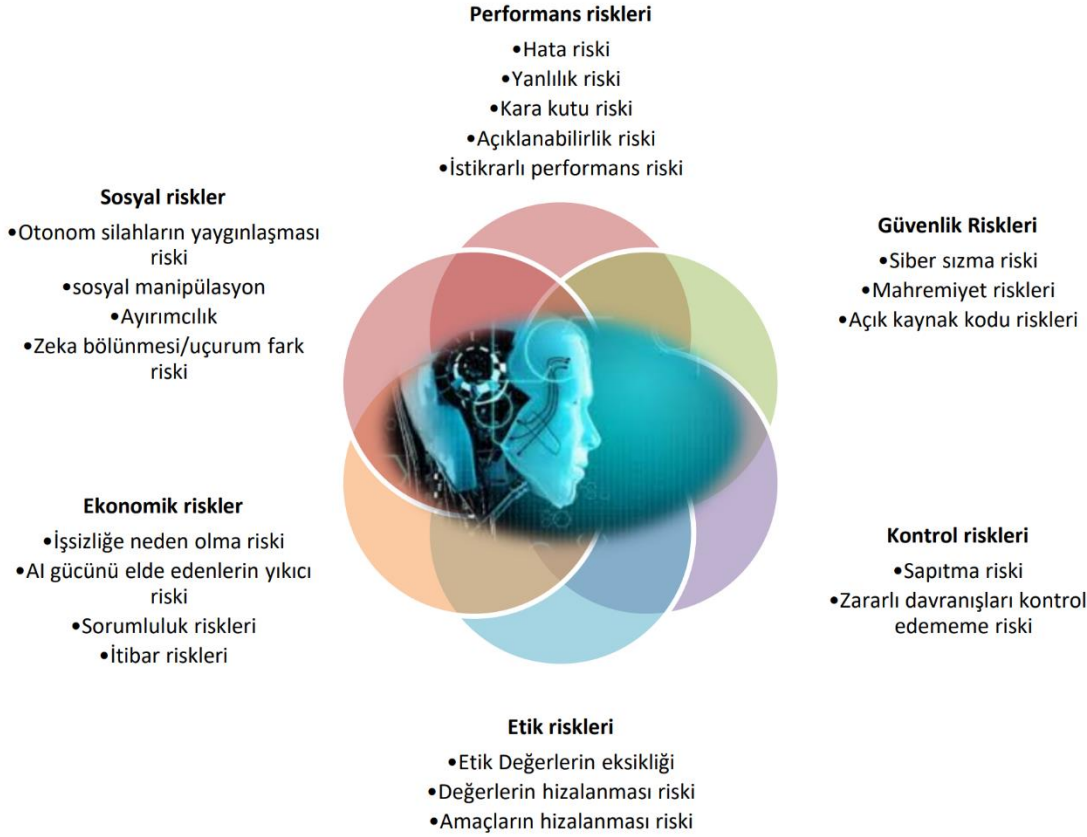 Performans riskleri
•Hata riski
•Yanlılık riski
•Kara kutu riski
•Açıklanabilirlik riski
•İstikrarlı performans riski
Güvenlik Riskleri
•Siber sızma riski
•Mahremiyet riskleri
•Açık kaynak kodu riskleri
Kontrol riskleri
•Sapıtma riski
•Zararlı davranışları kontrol
edememe riski
Etik riskleri
•Etik Değerlerin eksikliği
•Değerlerin hizalanması riski
•Amaçların hizalanması riski
Ekonomik riskler
•İşsizliğe neden olma riski
•AI gücünü elde edenlerin yıkıcı
riski
•Sorumluluk riskleri
•İtibar riskleri
Sosyal riskler
•Otonom silahların yaygınlaşması
riski
•sosyal manipülasyon
•Ayırımcılık
•Zeka bölünmesi/uçurum fark
riski